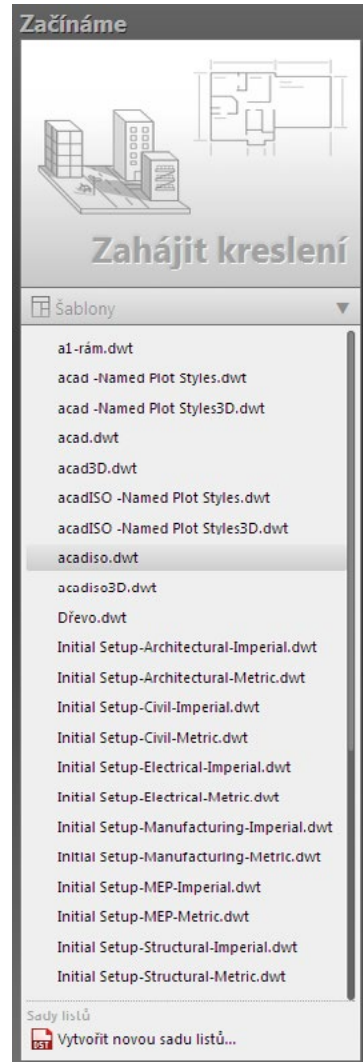 Začínáme
Zahájit kreslení
Šablony
a1-rám.dwt
acad -Named Plot Styles.dwt
acad -Named Plot Styles3D.dwt
acad.dwt
acad3D.dwt
acadISO -Named Plot Styles.dwt
acadISO -Named Plot Styles3D.dwt
acadiso.dwt
acadiso3D.dwt
Dřevo.dwt
Initial Setup-Architectural-Imperial.dwt
Initial Setup-Architectural-Metric.dwt
Initial Setup-Civil-Imperial.dwt
Initial Setup-Civil-Metric.dwt
Initial Setup-Electrical-Imperial.dwt
Initial Setup-Electrical-Metric.dwt
Initial Setup-Manufacturing-Imperial.dwt
Initial Setup-Manufacturing-Metric.dwt
Initial Setup-MEP-Imperial.dwt
Initial Setup-MEP-Metric.dwt
Initial Setup-Structural-Imperial.dwt
Initial Setup-Structural-Metric.dwt
Sady listů
DST Vytvořit novou sadu listů...